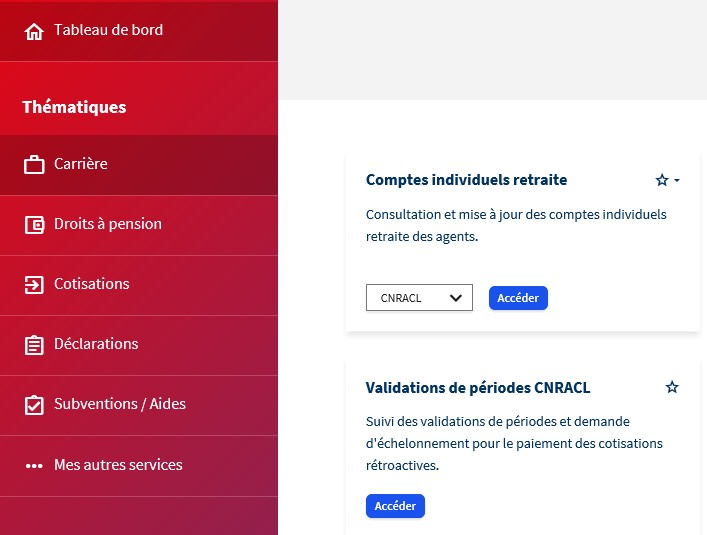 Tableau de bord
Thématiques
Carrière
Droits à pension
Cotisations
Déclarations
Subventions / Aides
Mes autres services
Comptes individuels retraite
Consultation et mise à jour des comptes individuels
retraite des agents.
CNRACL
Accéder
Validations de périodes CNRACL
Suivi des validations de périodes et demande
d'échelonnement pour le paiement des cotisations
rétroactives.
Accéder